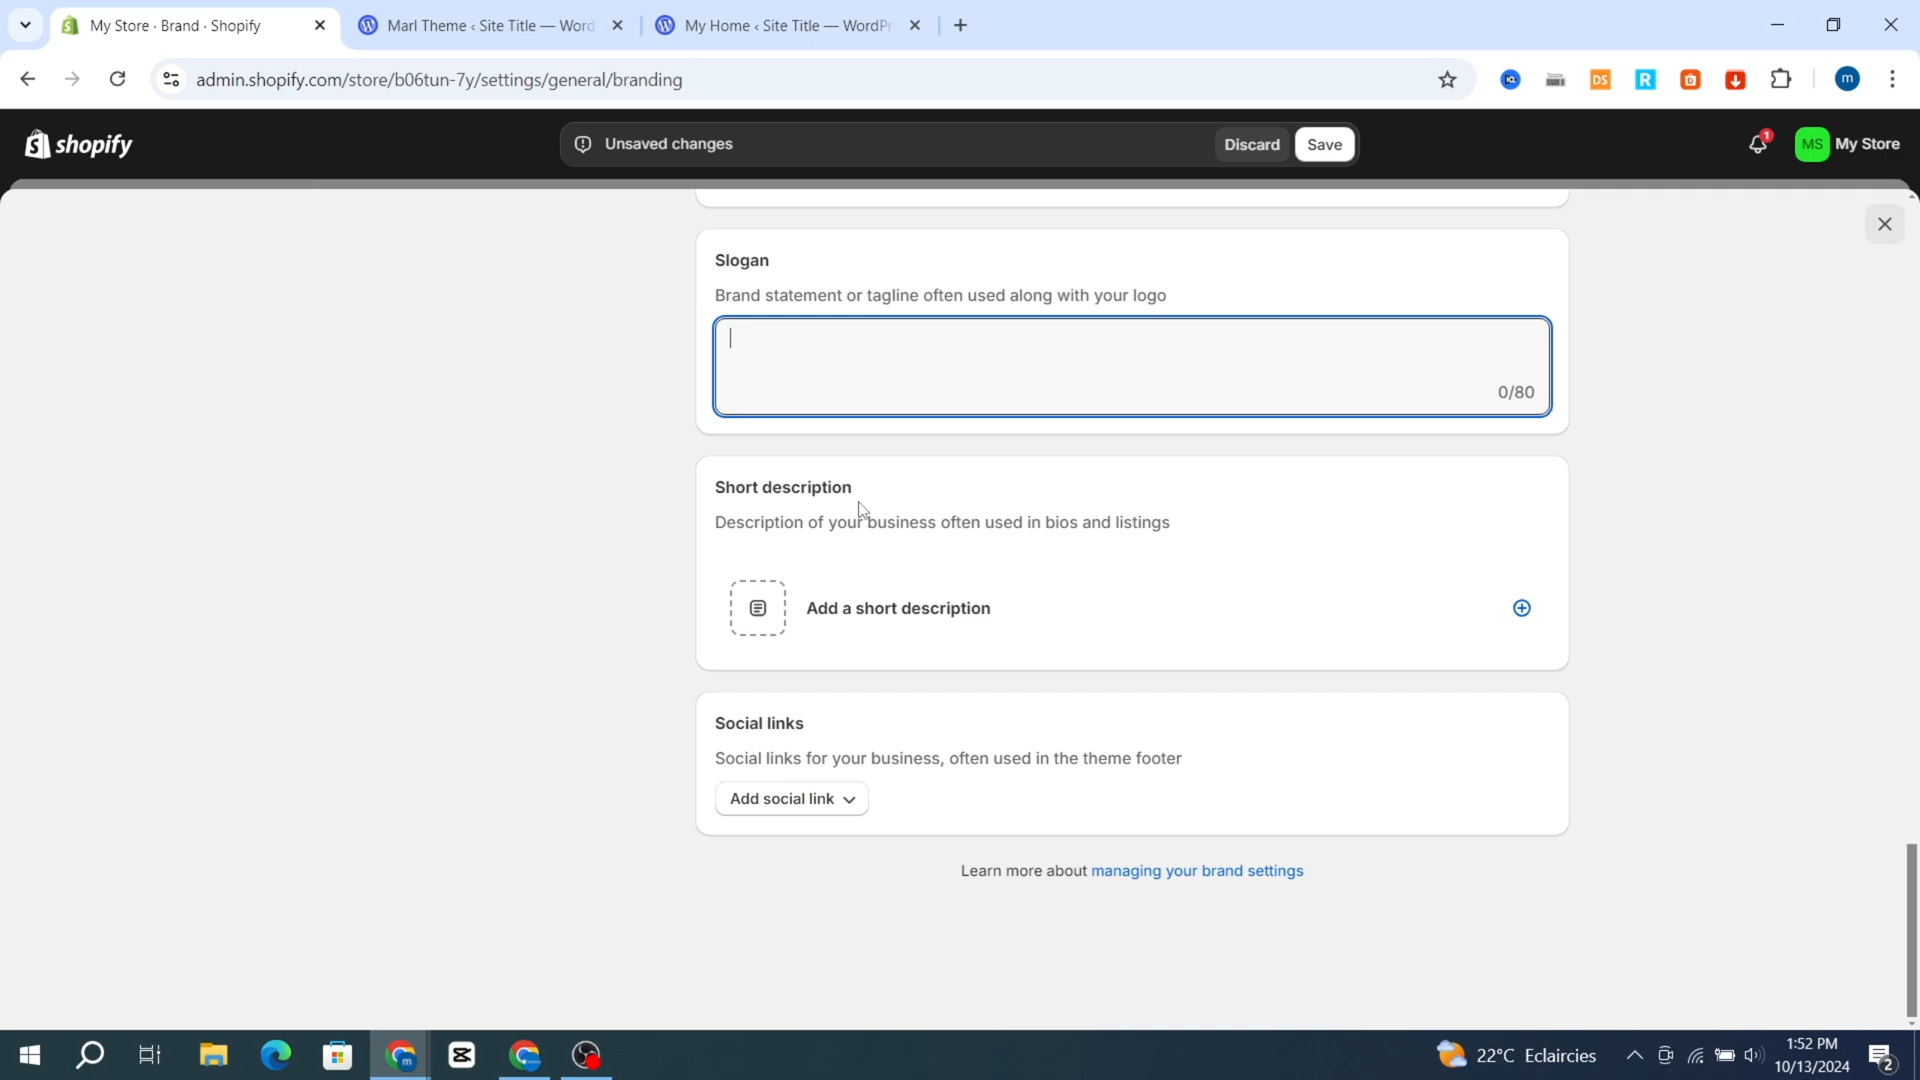 My Store · Brand · Shopify
Marl Theme ‹ Site Title — Word
My Home ‹ Site Title — WordPr
admin.shopify.com/store/b06tun-7y/settings/general/branding
DS
R
m
shopify
Unsaved changes
Discard
Save
1
MS
My Store
Slogan
Brand statement or tagline often used along with your logo
0/80
Short description
Description of your business often used in bios and listings
Add a short description
Social links
Social links for your business, often used in the theme footer
Add social link
Learn more about managing your brand settings
m
22°C Eclaircies
1:52 PM
10/13/2024
2